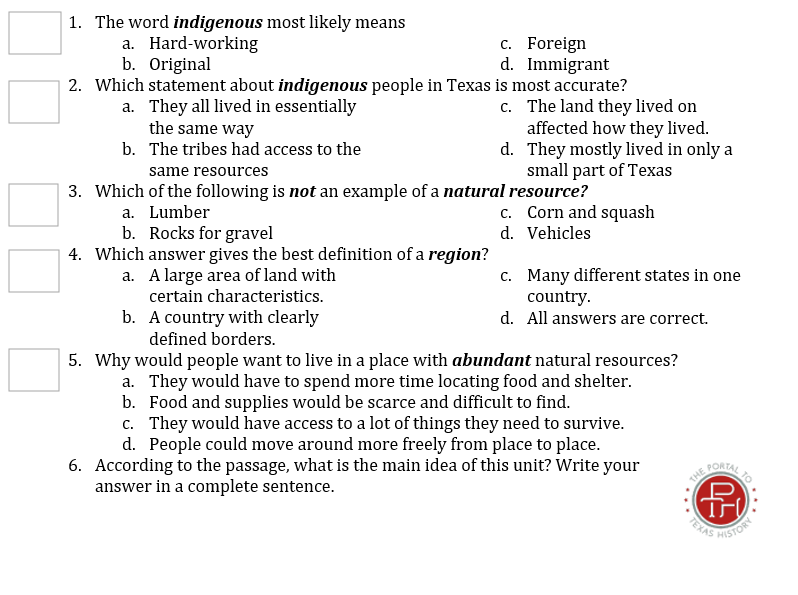 1. The word indigenous most likely means
a. Hard-working
b. Original
c. Foreign
d. Immigrant
2. Which statement about indigenous people in Texas is most accurate?
a. They all lived in essentially
the same way
b. The tribes had access to the
same resources
c. The land they lived on
affected how they lived.
d. They mostly lived in only a
small part of Texas
3. Which of the following is not an example of a natural resource?
a. Lumber
b. Rocks for gravel
c. Corn and squash
d. Vehicles
4. Which answer gives the best definition of a region?
a. A large area of land with
certain characteristics.
b. A country with clearly
defined borders.
c. Many different states in one
country.
d. All answers are correct.
5. Why would people want to live in a place with abundant natural resources?
a. They would have to spend more time locating food and shelter.
b. Food and supplies would be scarce and difficult to find.
c. They would have access to a lot of things they need to survive.
d. People could move around more freely from place to place.
6. According to the passage, what is the main idea of this unit? Write your
answer in a complete sentence.
THE PORTAL TO
PTH
TEXAS HISTORY